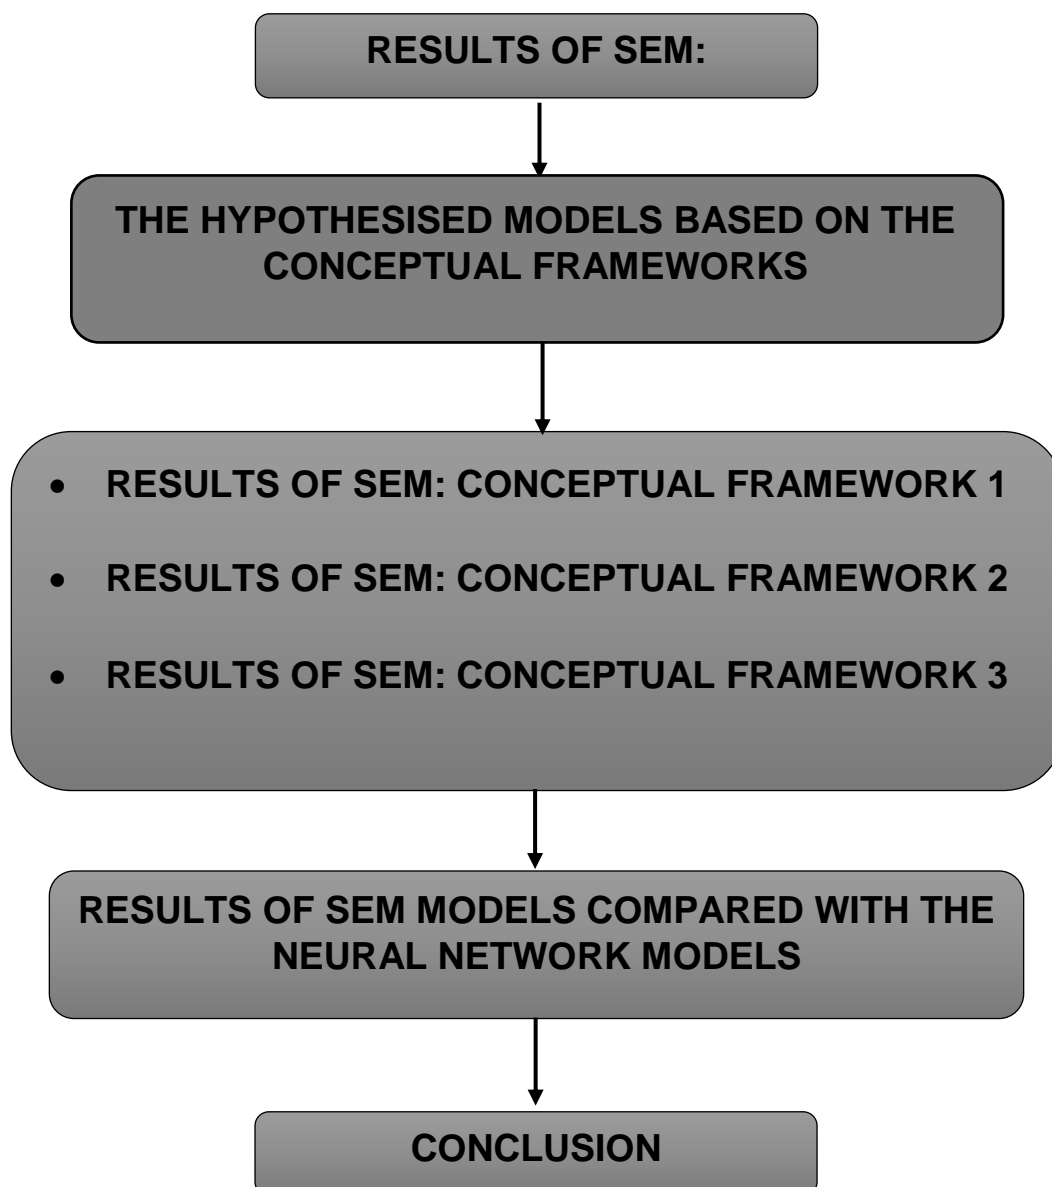 RESULTS OF SEM:
THE HYPOTHESISED MODELS BASED ON THE
CONCEPTUAL FRAMEWORKS
• RESULTS OF SEM: CONCEPTUAL FRAMEWORK 1
• RESULTS OF SEM: CONCEPTUAL FRAMEWORK 2
• RESULTS OF SEM: CONCEPTUAL FRAMEWORK 3
RESULTS OF SEM MODELS COMPARED WITH THE
NEURAL NETWORK MODELS
CONCLUSION